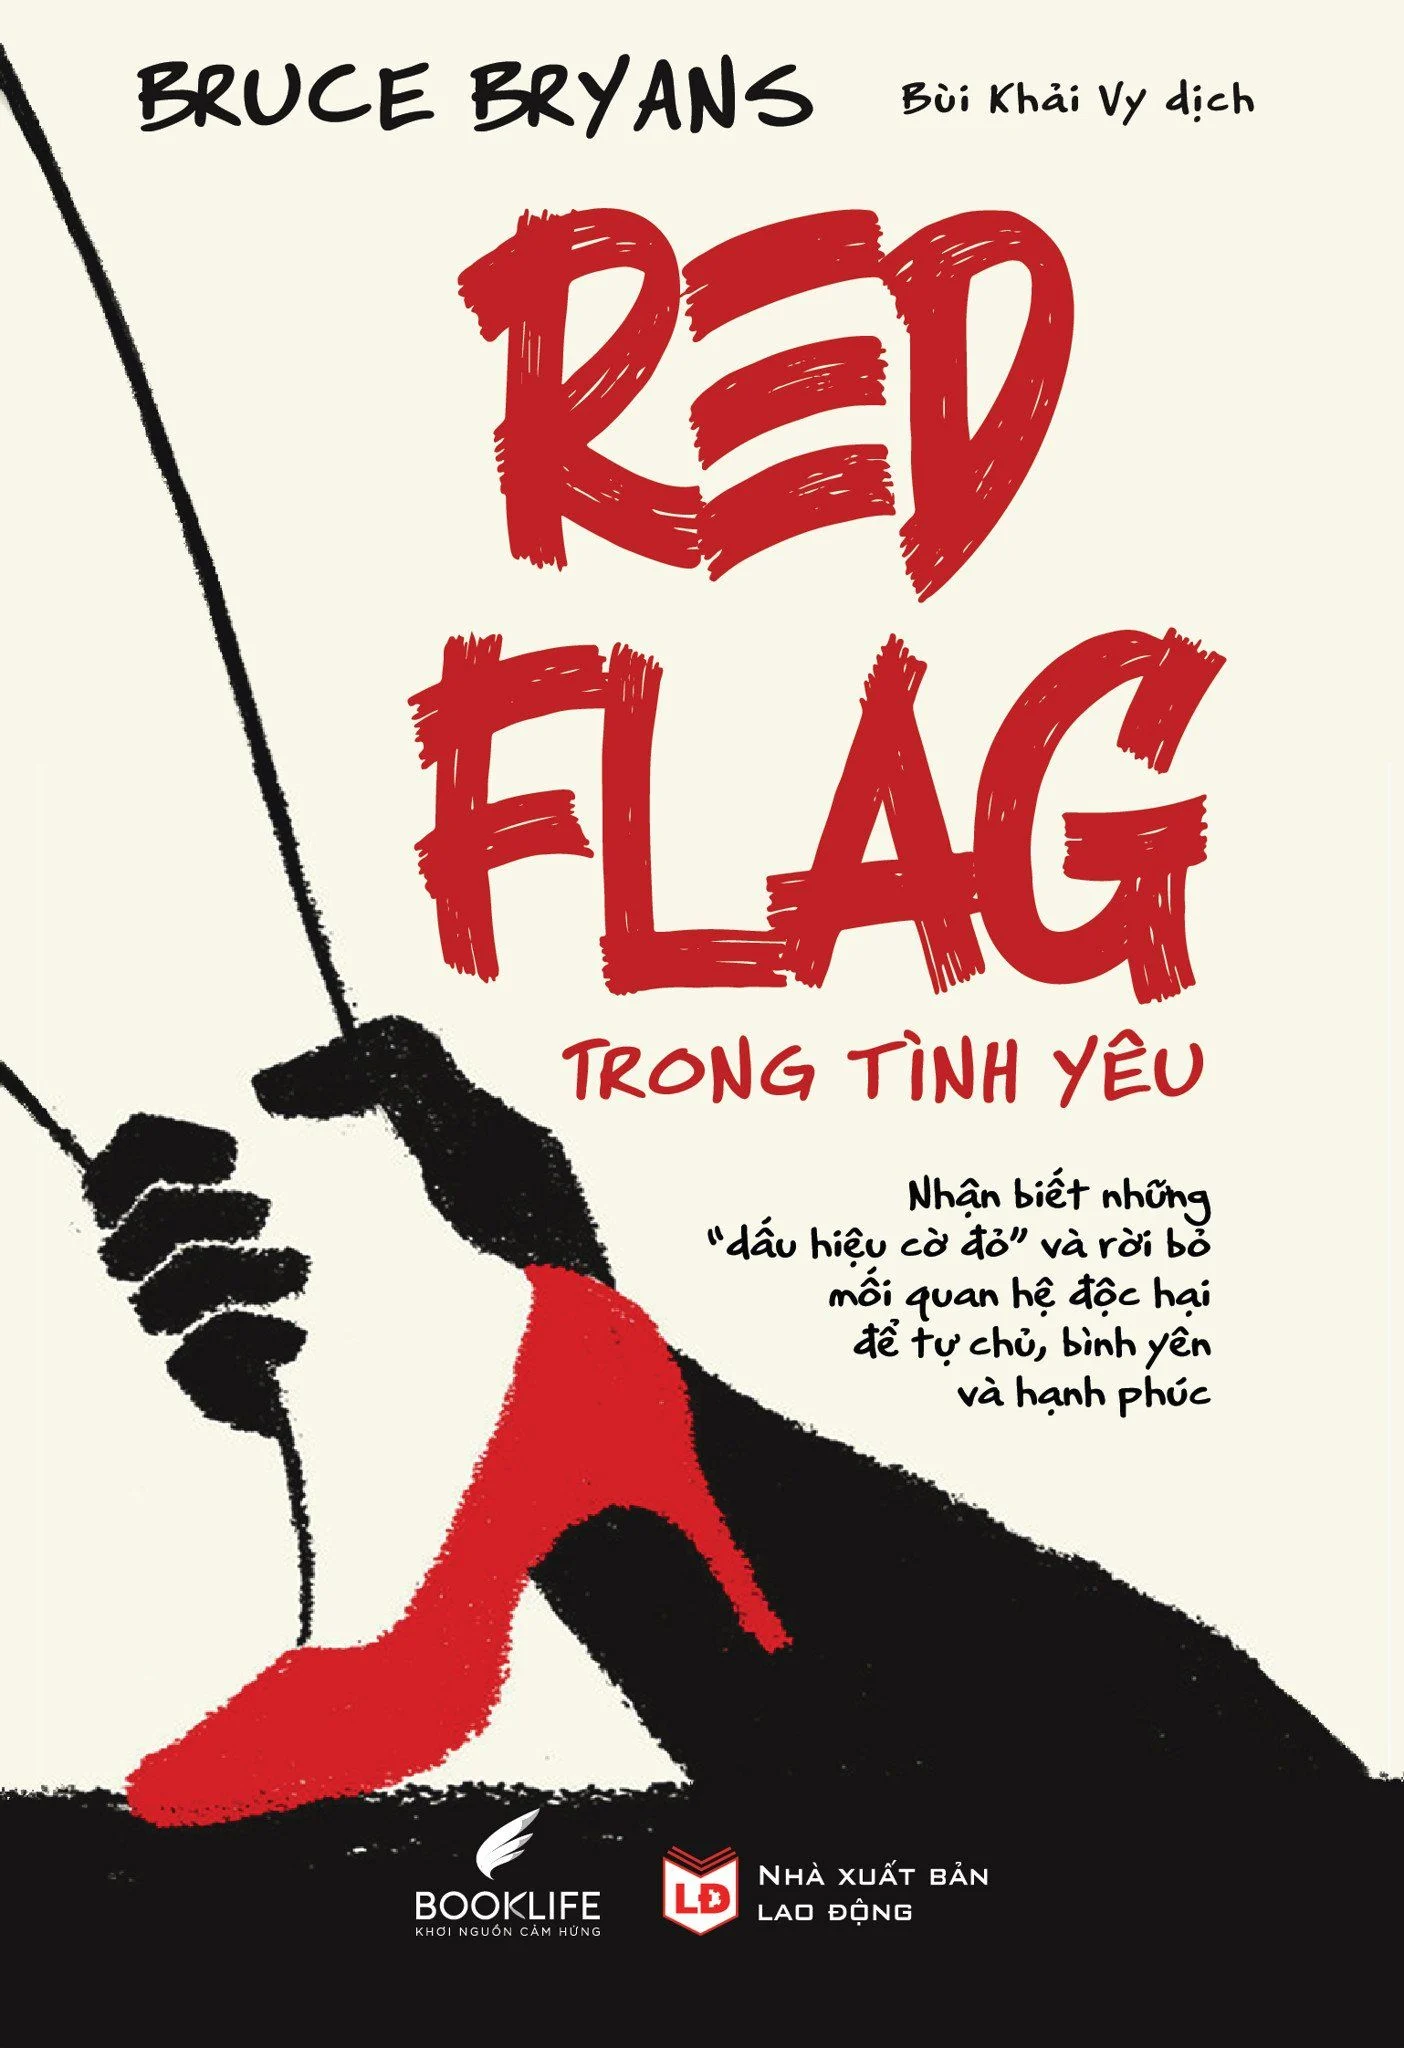 BRUCE BRYANS
Bùi Khải Vy dịch
RED
FLAG
TRONG TÌNH YÊU
Nhận biết những
“dấu hiệu cờ đỏ” và rời bỏ
mối quan hệ độc hại
để tự chủ, bình yên
và hạnh phúc
BOOKLIFE
KHƠI NGUỒN CẢM HỨNG
LĐ
NHÀ XUẤT BẢN
LAO ĐỘNG